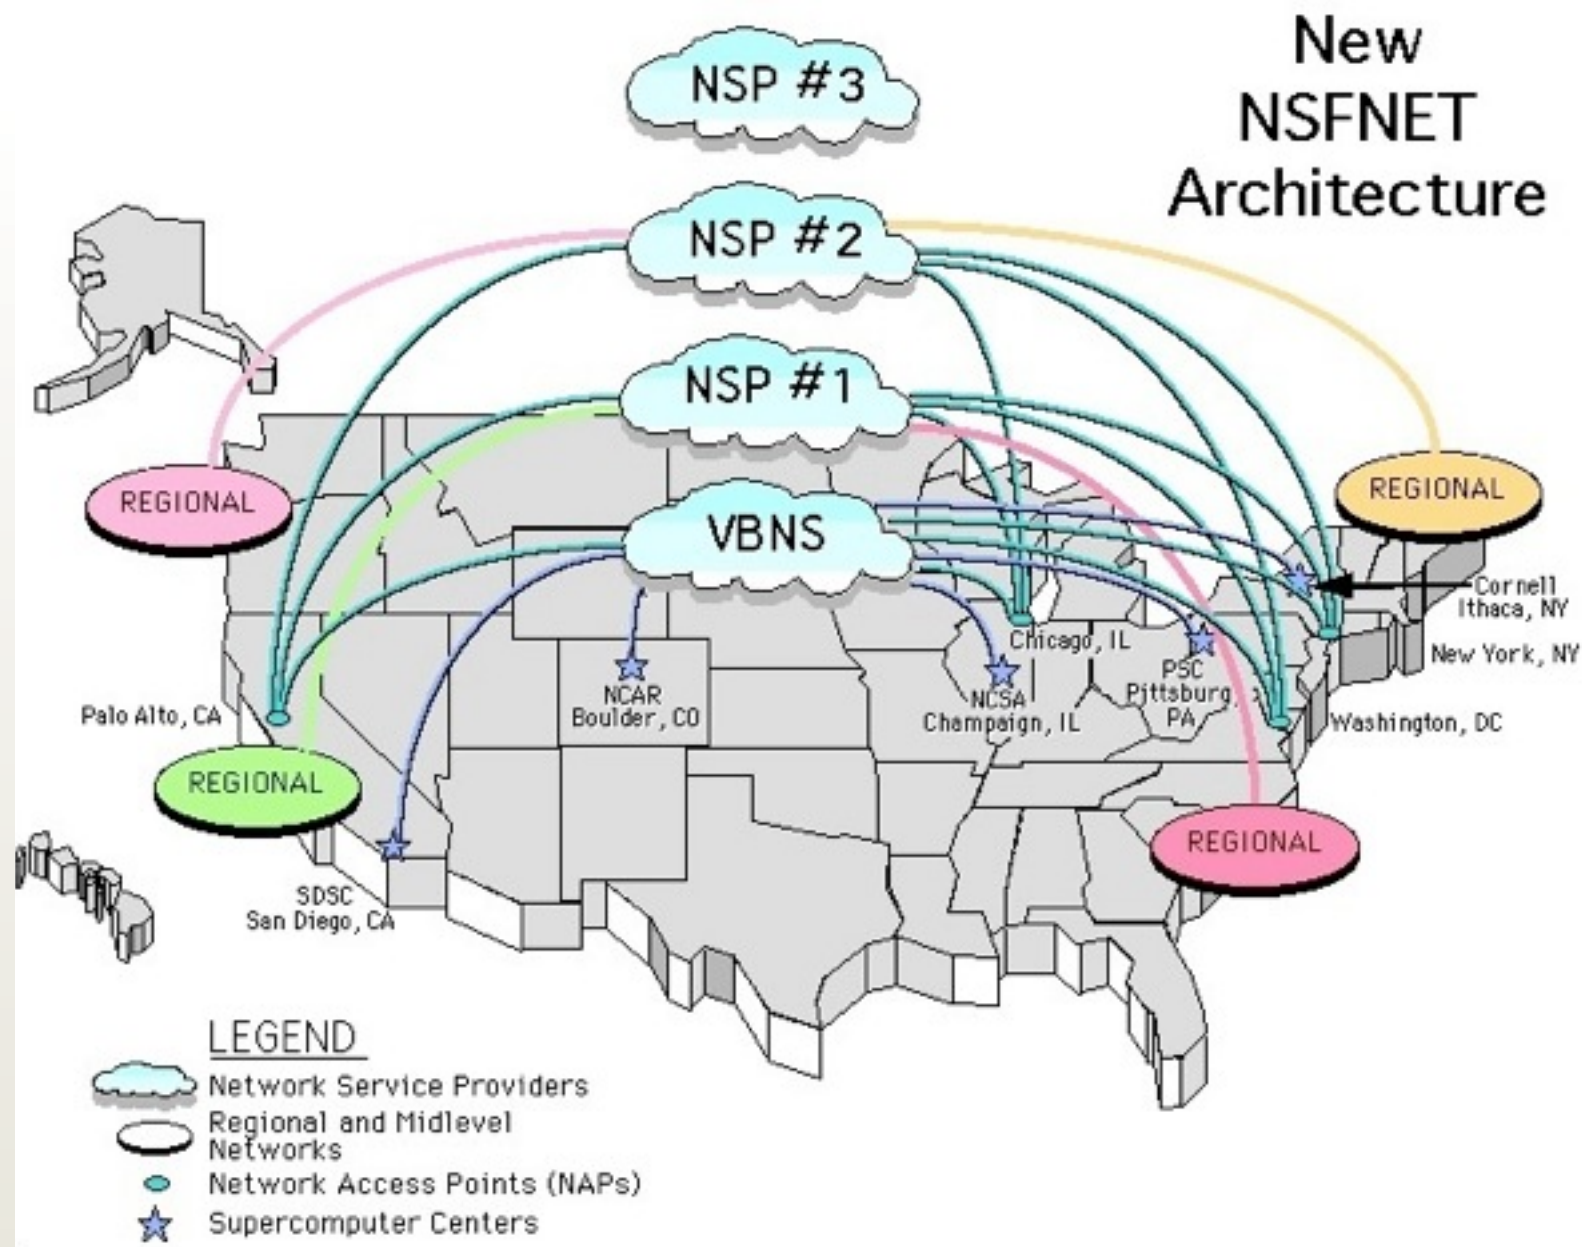 New
NSFNET
Architecture
NSP #3
NSP #2
NSP #1
VBNS
REGIONAL
REGIONAL
REGIONAL
REGIONAL
Cornell
Ithaca, NY
New York, NY
Chicago, IL
PSC
Pittsburg,
PA
Washington, DC
NCSA
Champaign, IL
NCAR
Boulder, CO
Palo Alto, CA
SDSC
San Diego, CA
LEGEND
Network Service Providers
Regional and Midlevel
Networks
Network Access Points (NAPs)
Supercomputer Centers